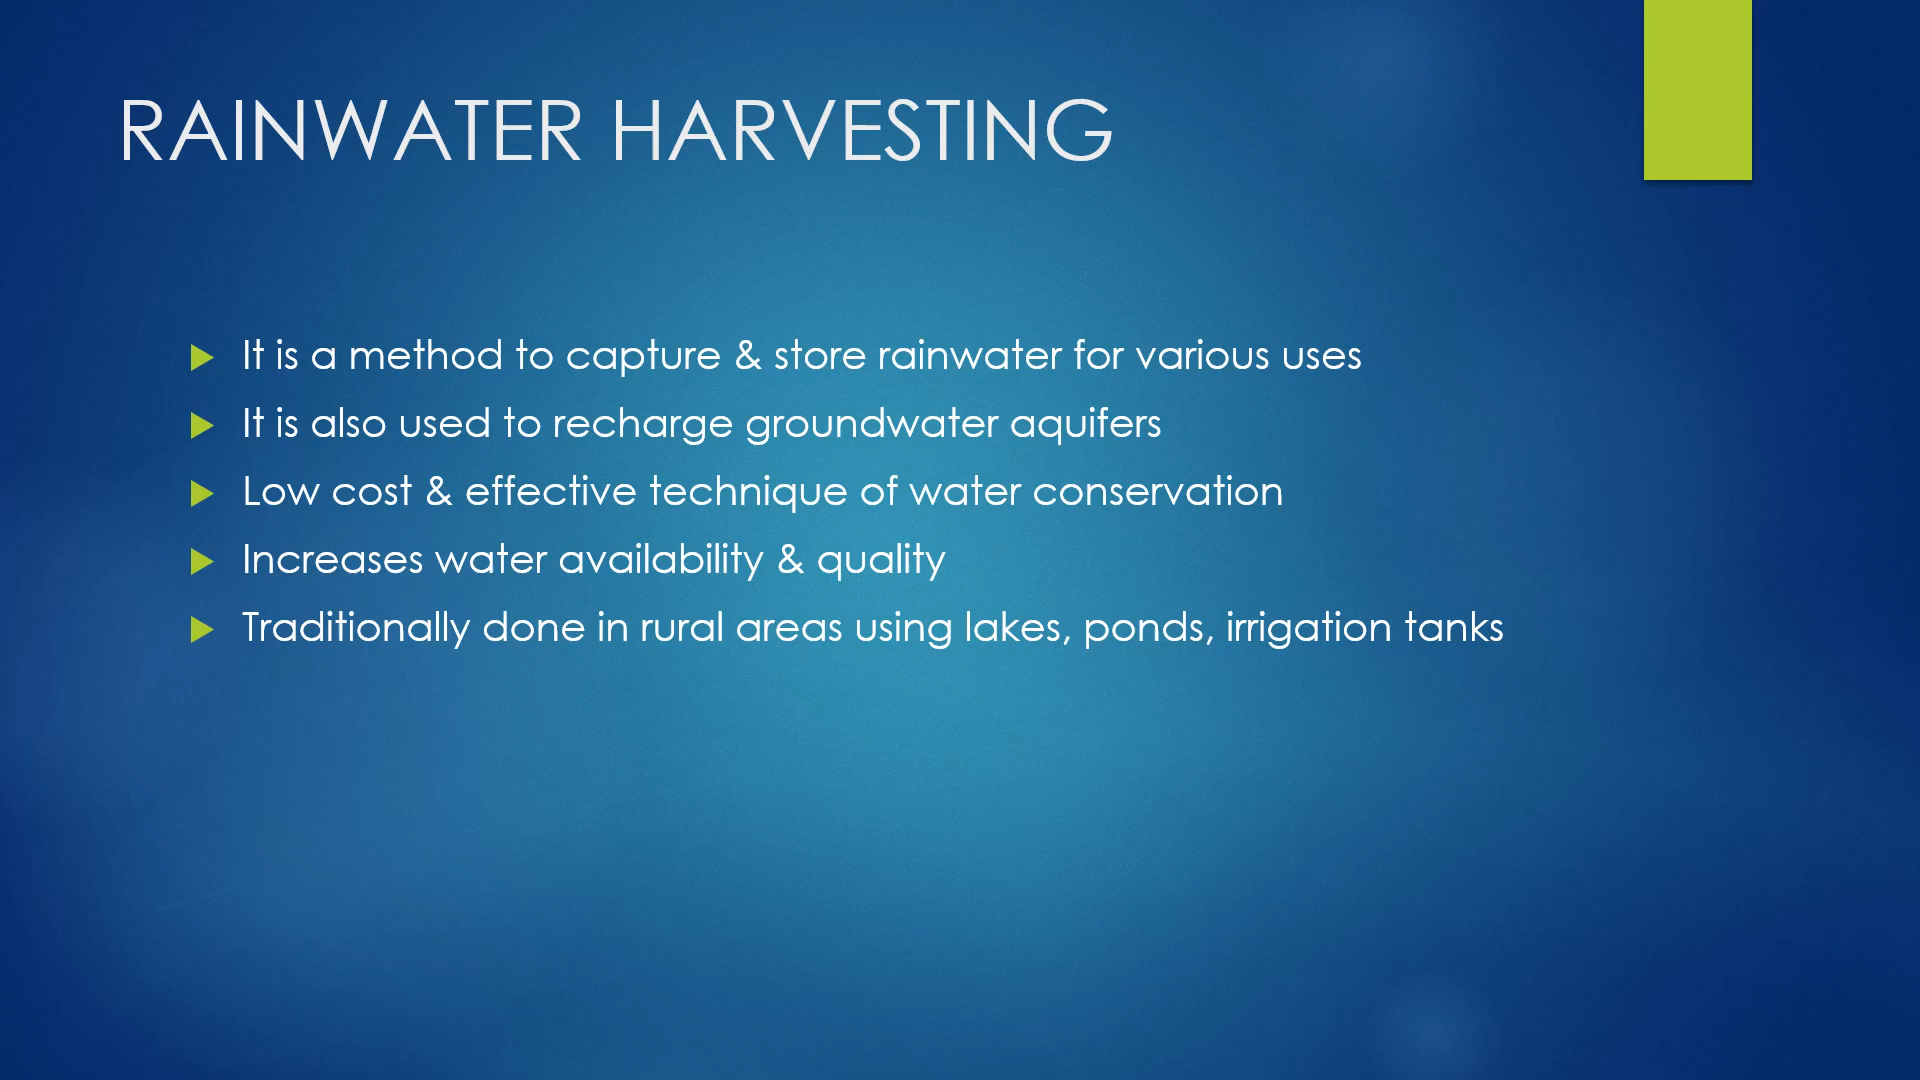 RAINWATER HARVESTING
It is a method to capture & store rainwater for various uses
It is also used to recharge groundwater aquifers
Low cost & effective technique of water conservation
Increases water availability & quality
Traditionally done in rural areas using lakes, ponds, irrigation tanks